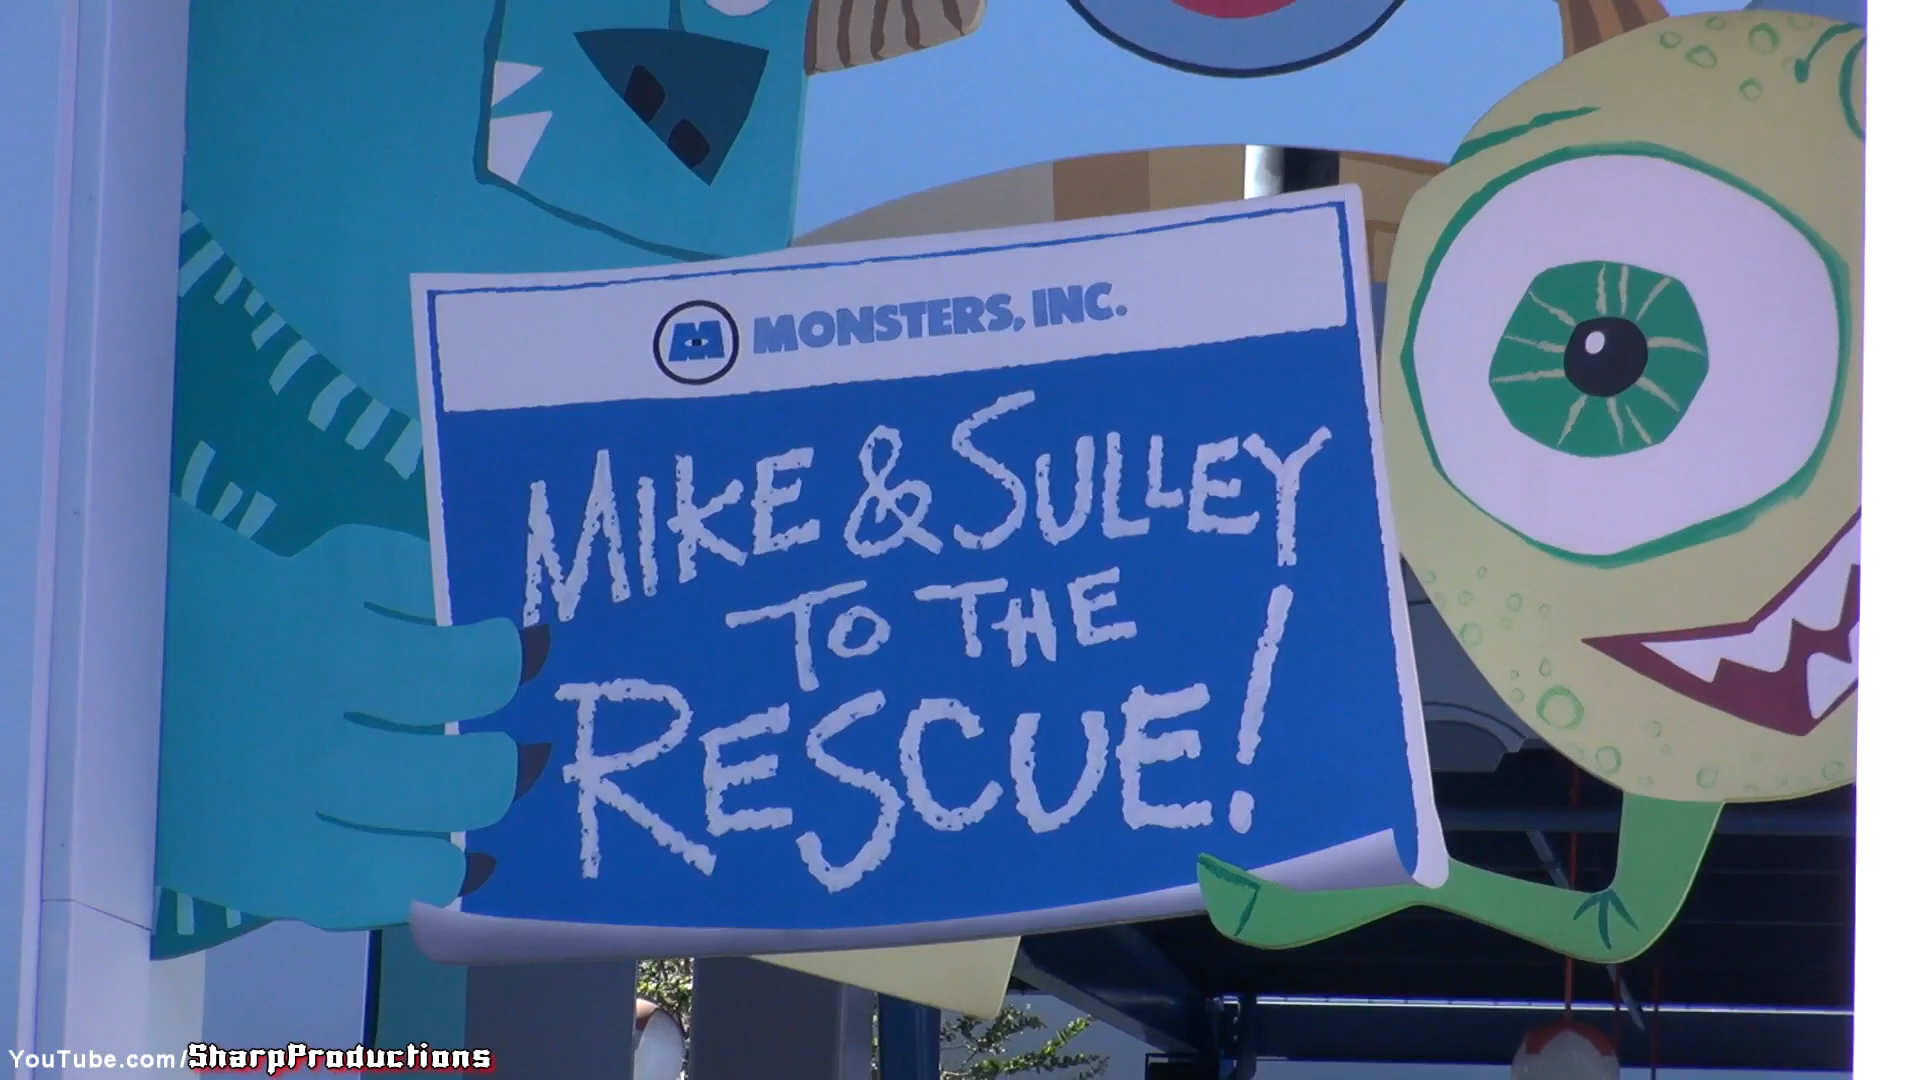 M MONSTERS, INC.
MIKE & SULLEY
TO THE
RESCUE!
YouTube.com/SharpProductions